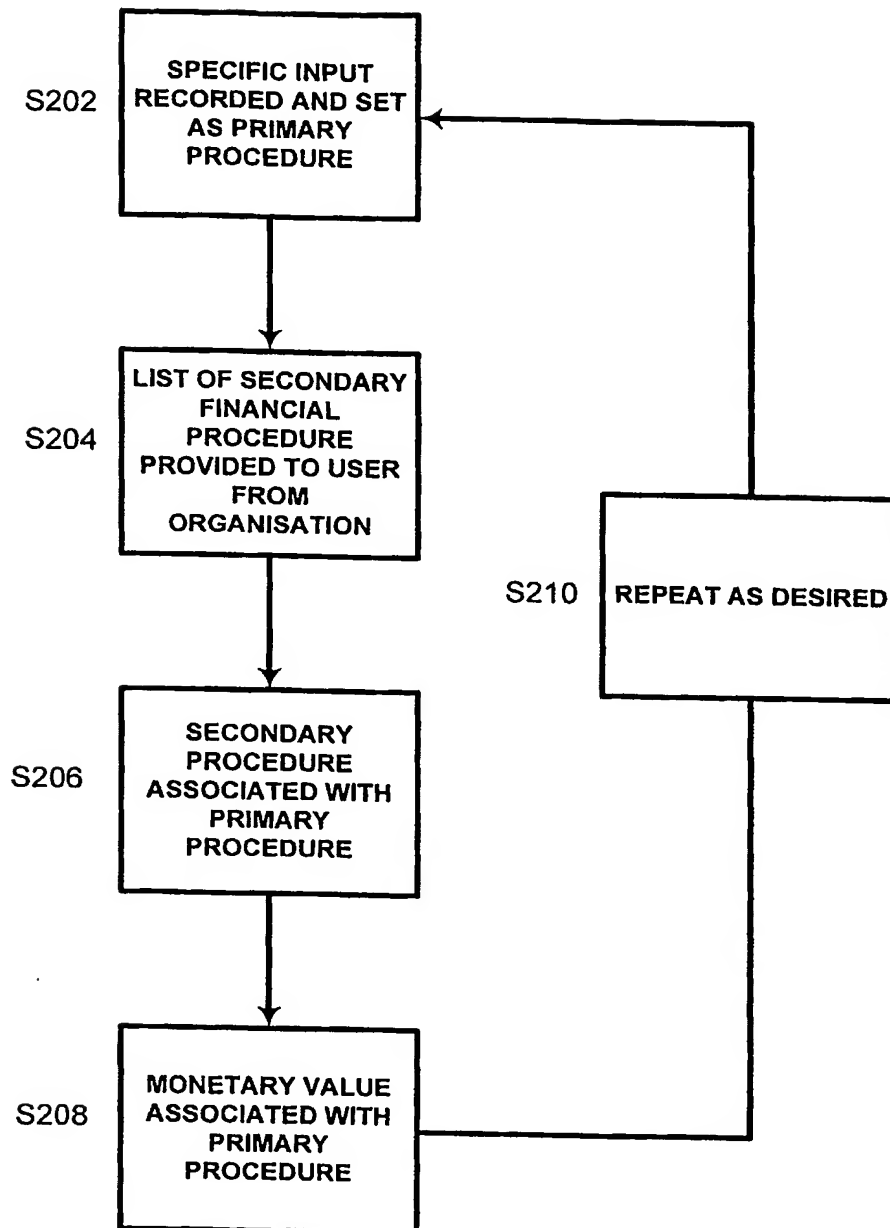 S202
SPECIFIC INPUT
RECORDED AND SET
AS PRIMARY
PROCEDURE
S204
LIST OF SECONDARY
FINANCIAL
PROCEDURE
PROVIDED TO USER
FROM
ORGANISATION
S206
SECONDARY
PROCEDURE
ASSOCIATED WITH
PRIMARY
PROCEDURE
S208
MONETARY VALUE
ASSOCIATED WITH
PRIMARY
PROCEDURE
S210
REPEAT AS DESIRED